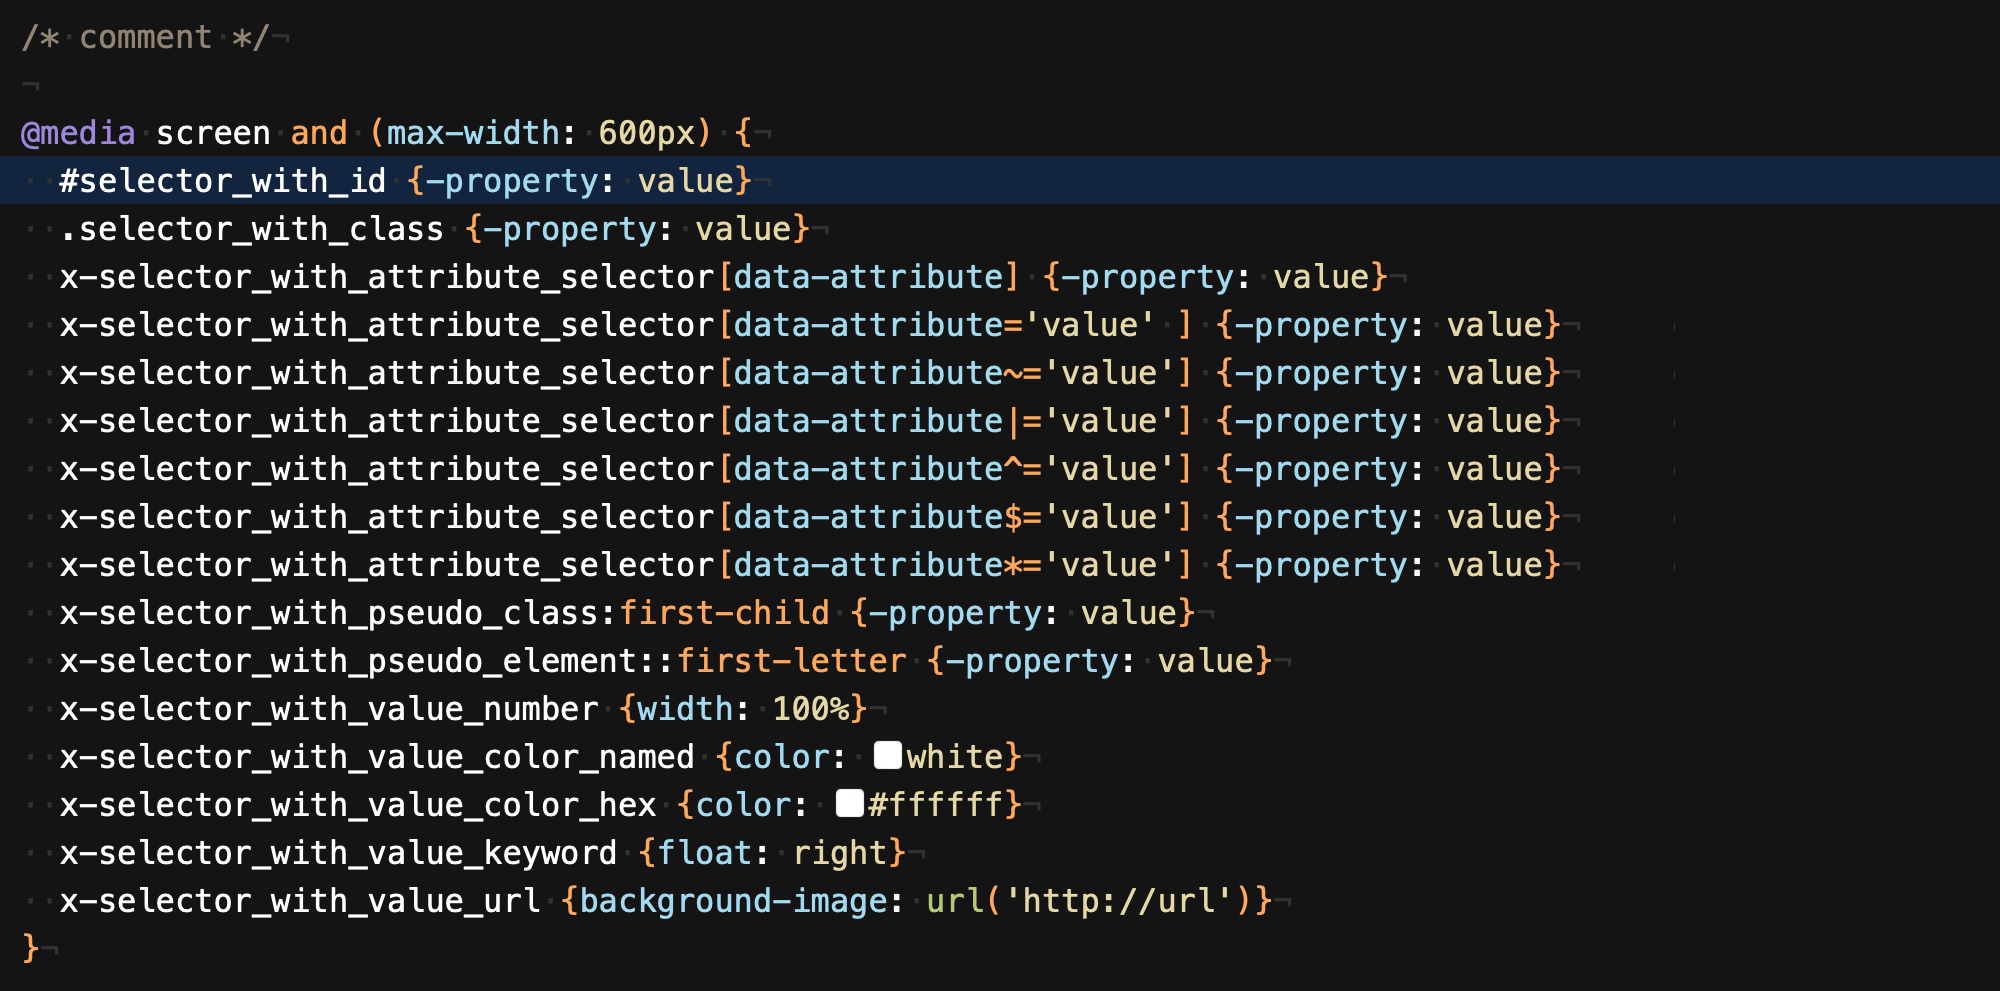 /* comment */

@media screen and (max-width: 600px) {
  #selector_with_id {-property: value}
  .selector_with_class {-property: value}
  x-selector_with_attribute_selector[data-attribute] {-property: value}
  x-selector_with_attribute_selector[data-attribute='value' ] {-property: value}
  x-selector_with_attribute_selector[data-attribute~='value'] {-property: value}
  x-selector_with_attribute_selector[data-attribute|='value'] {-property: value}
  x-selector_with_attribute_selector[data-attribute^='value'] {-property: value}
  x-selector_with_attribute_selector[data-attribute$='value'] {-property: value}
  x-selector_with_attribute_selector[data-attribute*='value'] {-property: value}
  x-selector_with_pseudo_class:first-child {-property: value}
  x-selector_with_pseudo_element::first-letter {-property: value}
  x-selector_with_value_number {width: 100%}
  x-selector_with_value_color_named {color: white}
  x-selector_with_value_color_hex {color: #ffffff}
  x-selector_with_value_keyword {float: right}
  x-selector_with_value_url {background-image: url('http://url')}
}